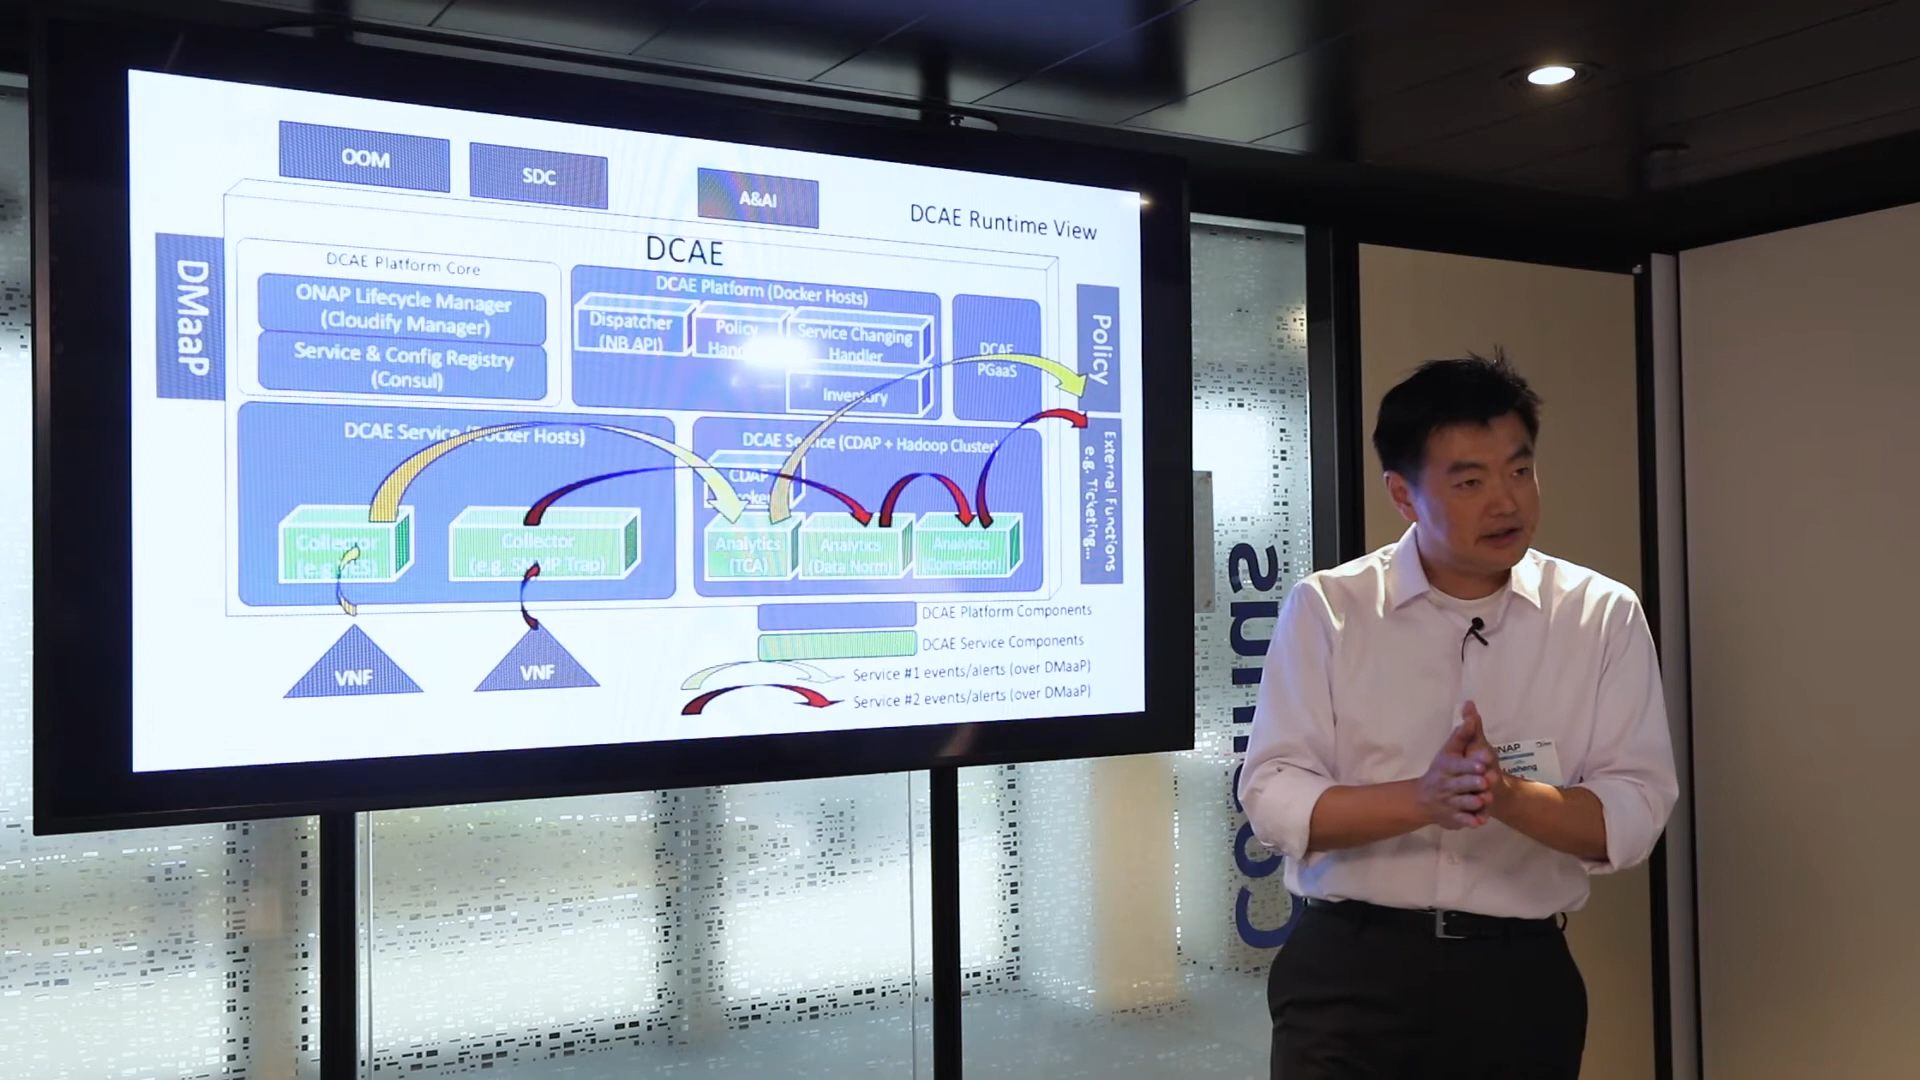 OOM
SDC
A&AI
DCAE Runtime View
DMaaP
DCAE
DCAE Platform Core
ONAP Lifecycle Manager
(Cloudify Manager)
Service & Config Registry
(Consul)
DCAE Platform (Docker Hosts)
Dispatcher
(NB API)
Policy
Service Changing
Handler
Inventory
DCAE
PGaaS
Policy
External Functions
e.g. Ticketing...
DCAE Service (Docker Hosts)
Collector
Collector
(e.g. SNMP Trap)
DCAE Service (CDAP + Hadoop Cluster)
CDAP
Analytics
(TCA)
Analytics
(Data Norm)
Analytics
(Correlation)
VNF
VNF
DCAE Platform Components
DCAE Service Components
Service #1 events/alerts (over DMaaP)
Service #2 events/alerts (over DMaaP)
Lusheng